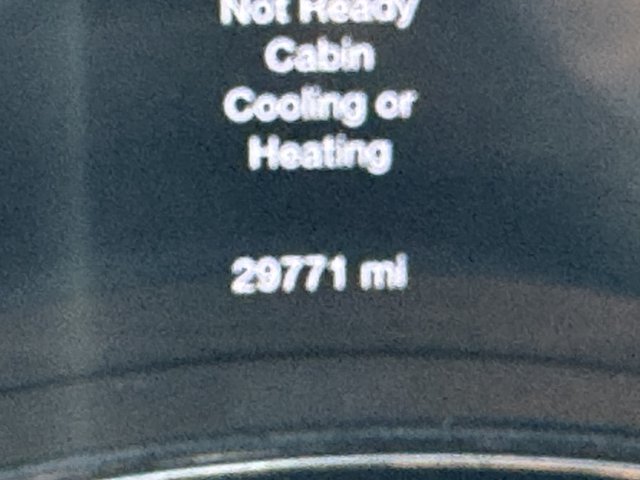 Not Ready
Cabin
Cooling or
Heating
29771 mi